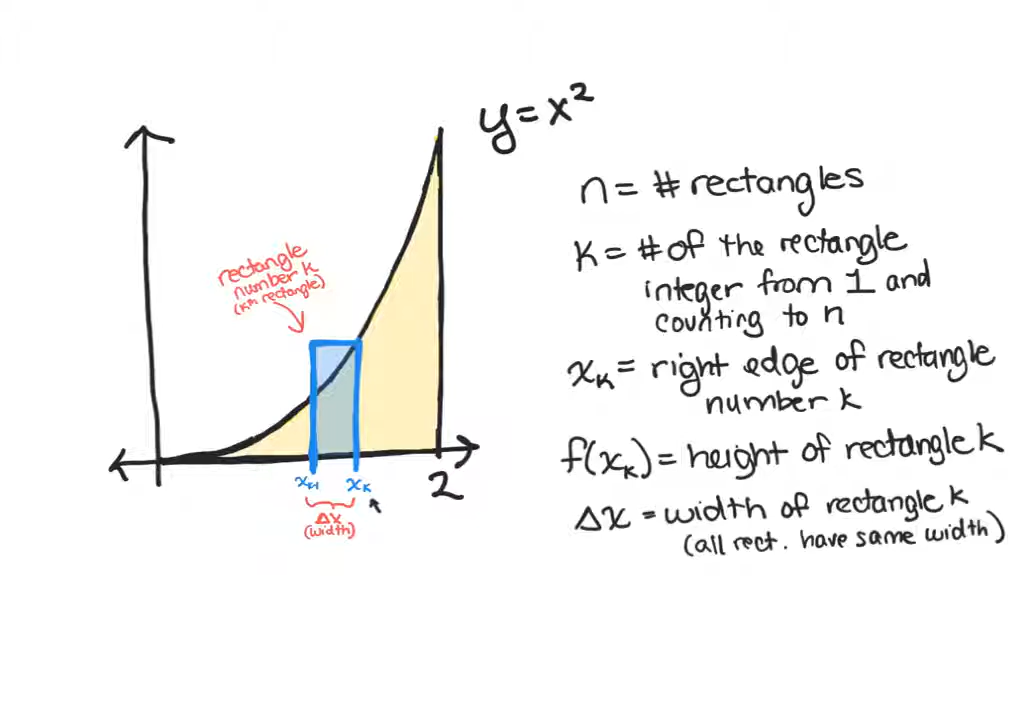 y=x²
n = # rectangles
k = # of the rectangle
integer from 1 and
counting to n
xₖ = right edge of rectangle
number k
f(xₖ) = height of rectangle k
Δx = width of rectangle k
(all rect. have same width)
rectangle
number k
(kᵗʰ rectangle)
xₖ₋₁ xₖ
2
Δx
(width)